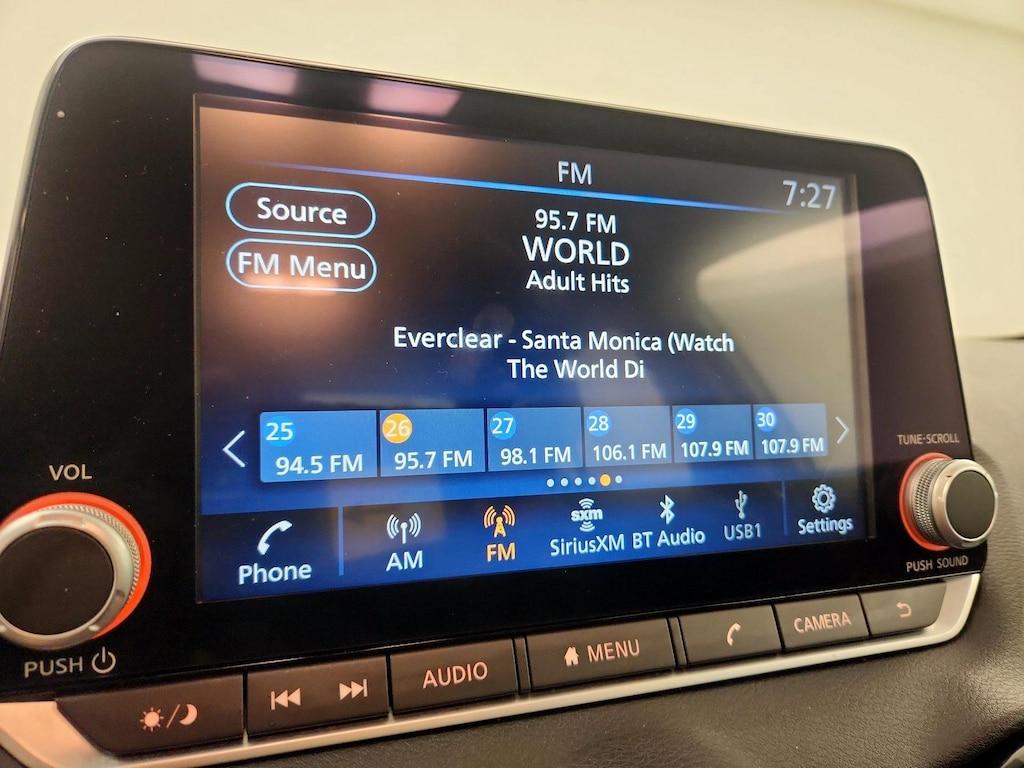 FM
7:27
Source
FM Menu
95.7 FM
WORLD
Adult Hits
Everclear - Santa Monica (Watch
The World Di
25
94.5 FM
26
95.7 FM
27
98.1 FM
28
106.1 FM
29
107.9 FM
30
107.9 FM
Phone
AM
FM
sxm
SiriusXM
BT Audio
USB1
Settings
VOL
PUSH
TUNE·SCROLL
PUSH SOUND
AUDIO
MENU
CAMERA